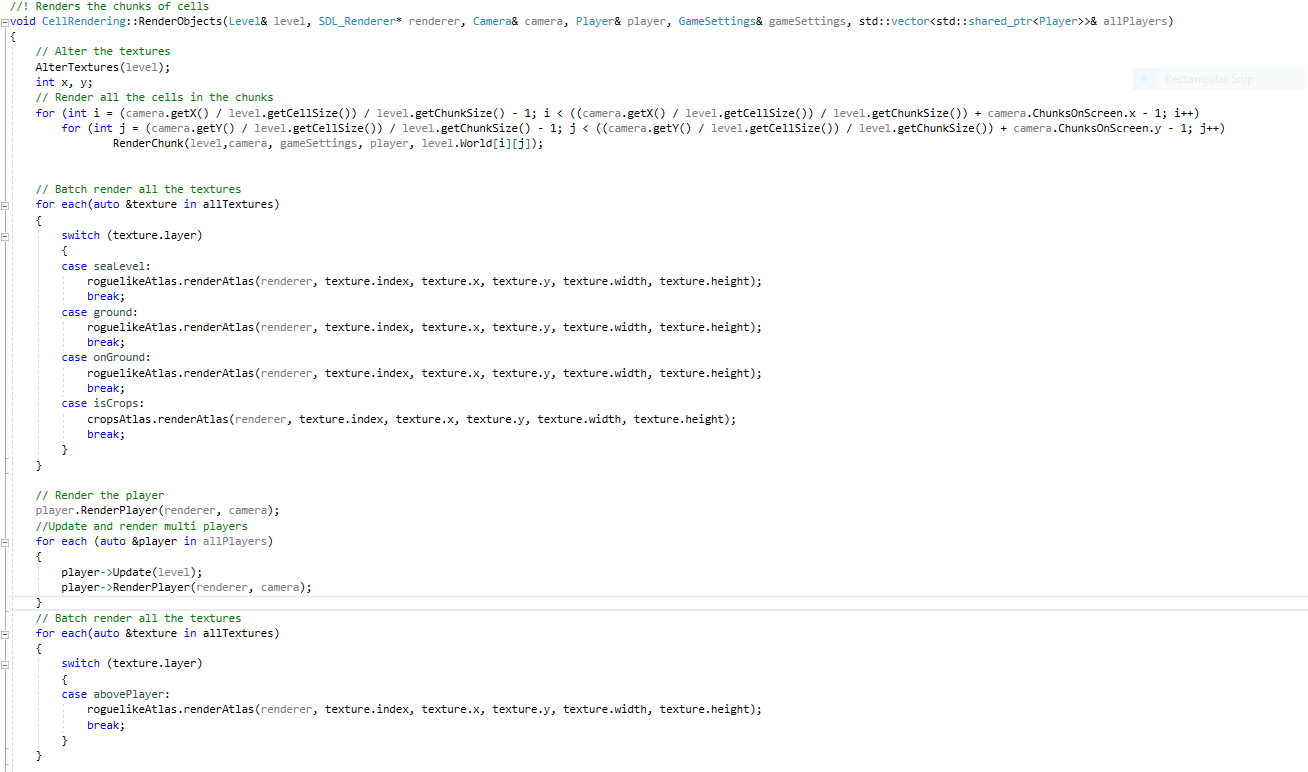 //! Renders the chunks of cells
void CellRendering::RenderObjects(Level& level, SDL_Renderer* renderer, Camera& camera, Player& player, GameSettings& gameSettings, std::vector<std::shared_ptr<Player>>& allPlayers)
{
    // Alter the textures
    AlterTextures(level);
    int x, y;
    // Render all the cells in the chunks
    for (int i = (camera.getX() / level.getCellSize()) / level.getChunkSize() - 1; i < ((camera.getX() / level.getCellSize()) / level.getChunkSize()) + camera.ChunksOnScreen.x - 1; i++)
        for (int j = (camera.getY() / level.getCellSize()) / level.getChunkSize() - 1; j < ((camera.getY() / level.getCellSize()) / level.getChunkSize()) + camera.ChunksOnScreen.y - 1; j++)
                RenderChunk(level,camera, gameSettings, player, level.World[i][j]);
    // Batch render all the textures
    for each(auto &texture in allTextures)
    {
        switch (texture.layer)
        {
        case seaLevel:
            roguelikeAtlas.renderAtlas(renderer, texture.index, texture.x, texture.y, texture.width, texture.height);
            break;
        case ground:
            roguelikeAtlas.renderAtlas(renderer, texture.index, texture.x, texture.y, texture.width, texture.height);
            break;
        case onGround:
            roguelikeAtlas.renderAtlas(renderer, texture.index, texture.x, texture.y, texture.width, texture.height);
            break;
        case isCrops:
            cropsAtlas.renderAtlas(renderer, texture.index, texture.x, texture.y, texture.width, texture.height);
            break;
        }
    }
    // Render the player
    player.RenderPlayer(renderer, camera);
    //Update and render multi players
    for each (auto &player in allPlayers)
    {
        player->Update(level);
        player->RenderPlayer(renderer, camera);
    }
    // Batch render all the textures
    for each(auto &texture in allTextures)
    {
        switch (texture.layer)
        {
        case abovePlayer:
            roguelikeAtlas.renderAtlas(renderer, texture.index, texture.x, texture.y, texture.width, texture.height);
            break;
        }
    }
Rectangular Snip